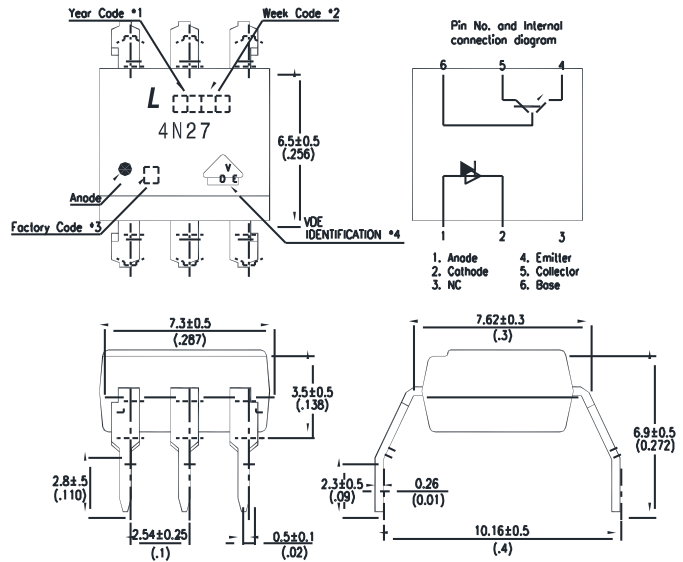 Year Code *1
Week Code *2
L
4N27
Anode
Factory Code *3
V
D E
6.5±0.5
(.256)
VDE
IDENTIFICATION *4
Pin No. and Internal
connection diagram
6 5 4
1 2 3
1. Anode 4. Emitter
2. Cathode 5. Collector
3. NC 6. Base
7.3±0.5
(.287)
3.5±0.5
(.138)
2.8±.5
(.110)
2.54±0.25
(.1)
0.5±0.1
(.02)
7.62±0.3
(.3)
6.9±0.5
(0.272)
2.3±0.5
(.09)
0.26
(0.01)
10.16±0.5
(.4)